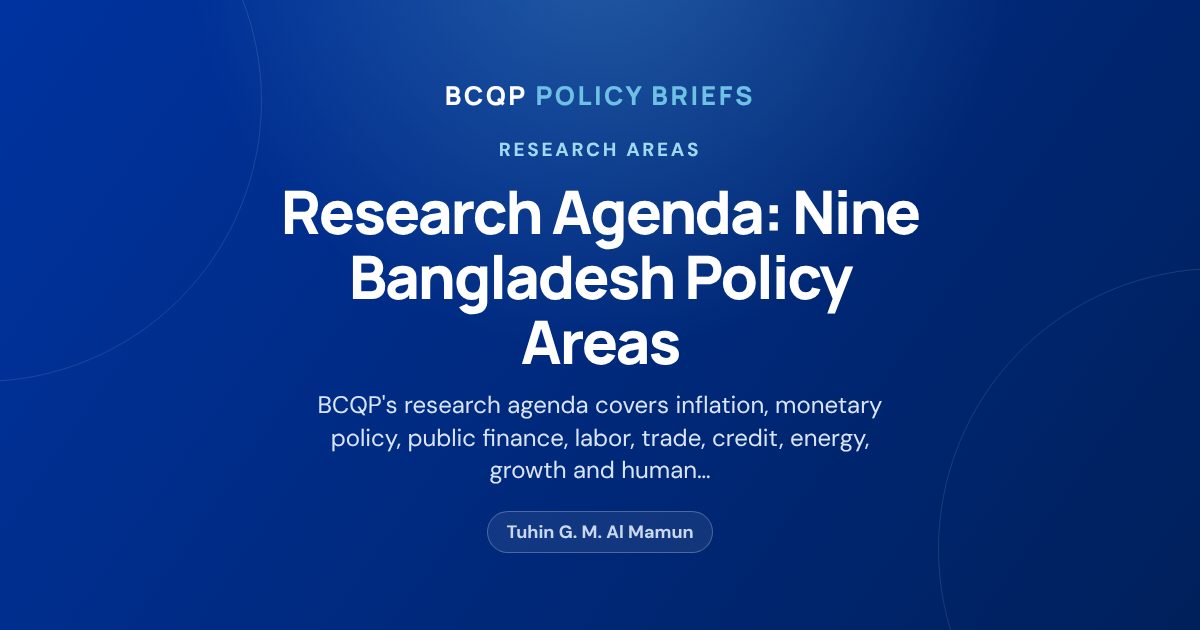 BCQP POLICY BRIEFS
RESEARCH AREAS
Research Agenda: Nine
Bangladesh Policy
Areas
BCQP's research agenda covers inflation, monetary
policy, public finance, labor, trade, credit, energy,
growth and human...
Tuhin G. M. Al Mamun